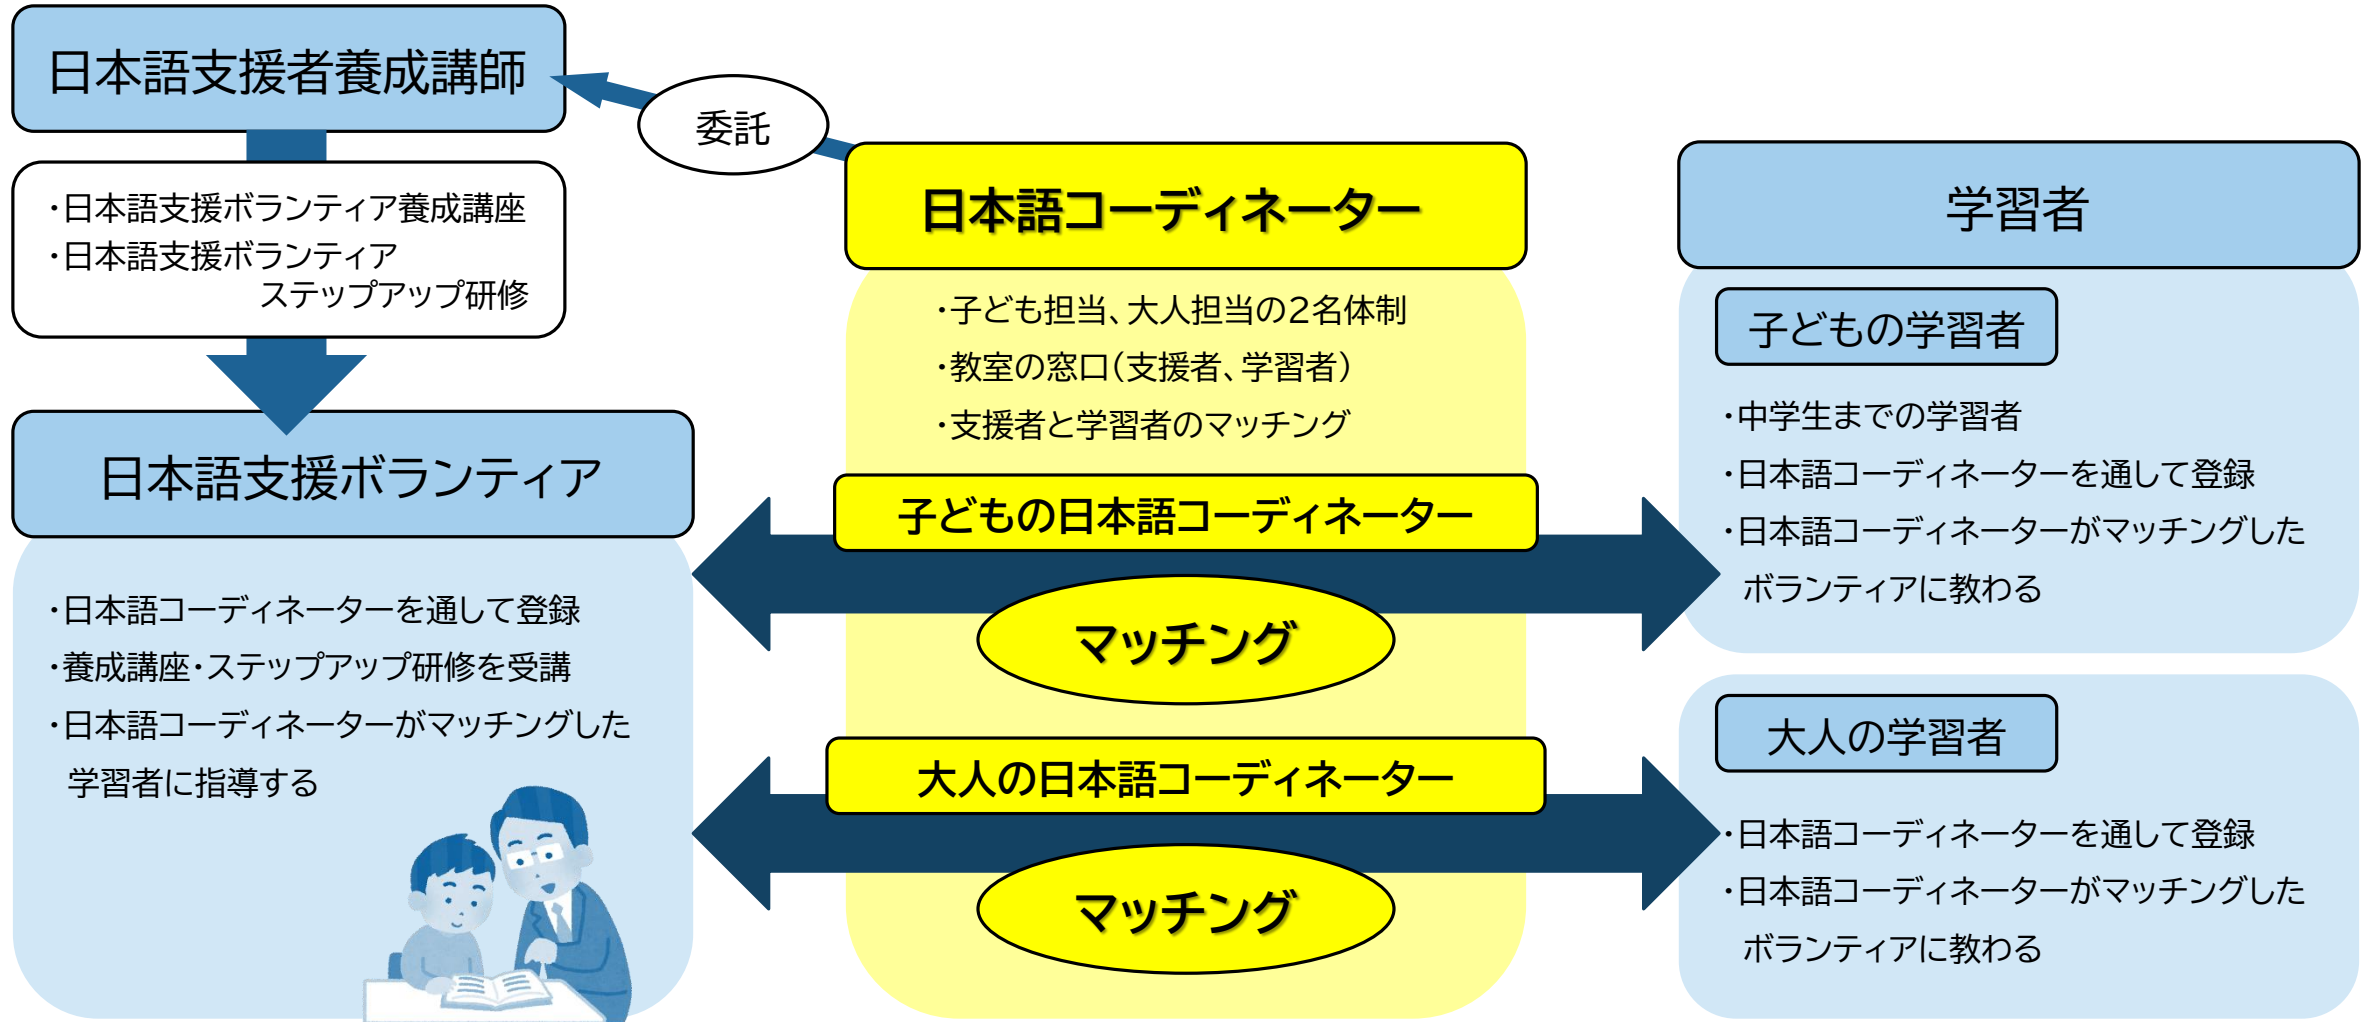 日本語支援者養成講師
委託
・日本語支援ボランティア養成講座
・日本語支援ボランティア
ステップアップ研修
日本語支援ボランティア
・日本語コーディネーターを通して登録
・養成講座・ステップアップ研修を受講
・日本語コーディネーターがマッチングした
学習者に指導する
日本語コーディネーター
・子ども担当、大人担当の2名体制
・教室の窓口(支援者、学習者)
・支援者と学習者のマッチング
子どもの日本語コーディネーター
マッチング
大人の日本語コーディネーター
マッチング
学習者
子どもの学習者
・中学生までの学習者
・日本語コーディネーターを通して登録
・日本語コーディネーターがマッチングした
ボランティアに教わる
大人の学習者
・日本語コーディネーターを通して登録
・日本語コーディネーターがマッチングした
ボランティアに教わる